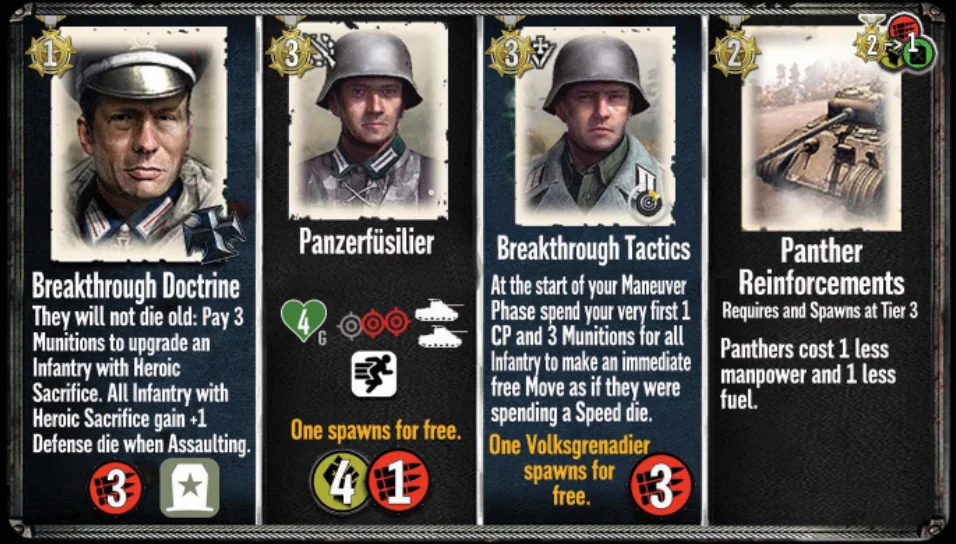 1
Breakthrough Doctrine
They will not die old: Pay 3
Munitions to upgrade an
Infantry with Heroic
Sacrifice. All Infantry with
Heroic Sacrifice gain +1
Defense die when Assaulting.
3
3
Panzerfüsilier
4
G
One spawns for free.
4 1
3
Breakthrough Tactics
At the start of your Maneuver
Phase spend your very first 1
CP and 3 Munitions for all
Infantry to make an immediate
free Move as if they were
spending a Speed die.
One Volksgrenadier
spawns for
free.
3
2
2 1
Panther
Reinforcements
Requires and Spawns at Tier 3
Panthers cost 1 less
manpower and 1 less
fuel.